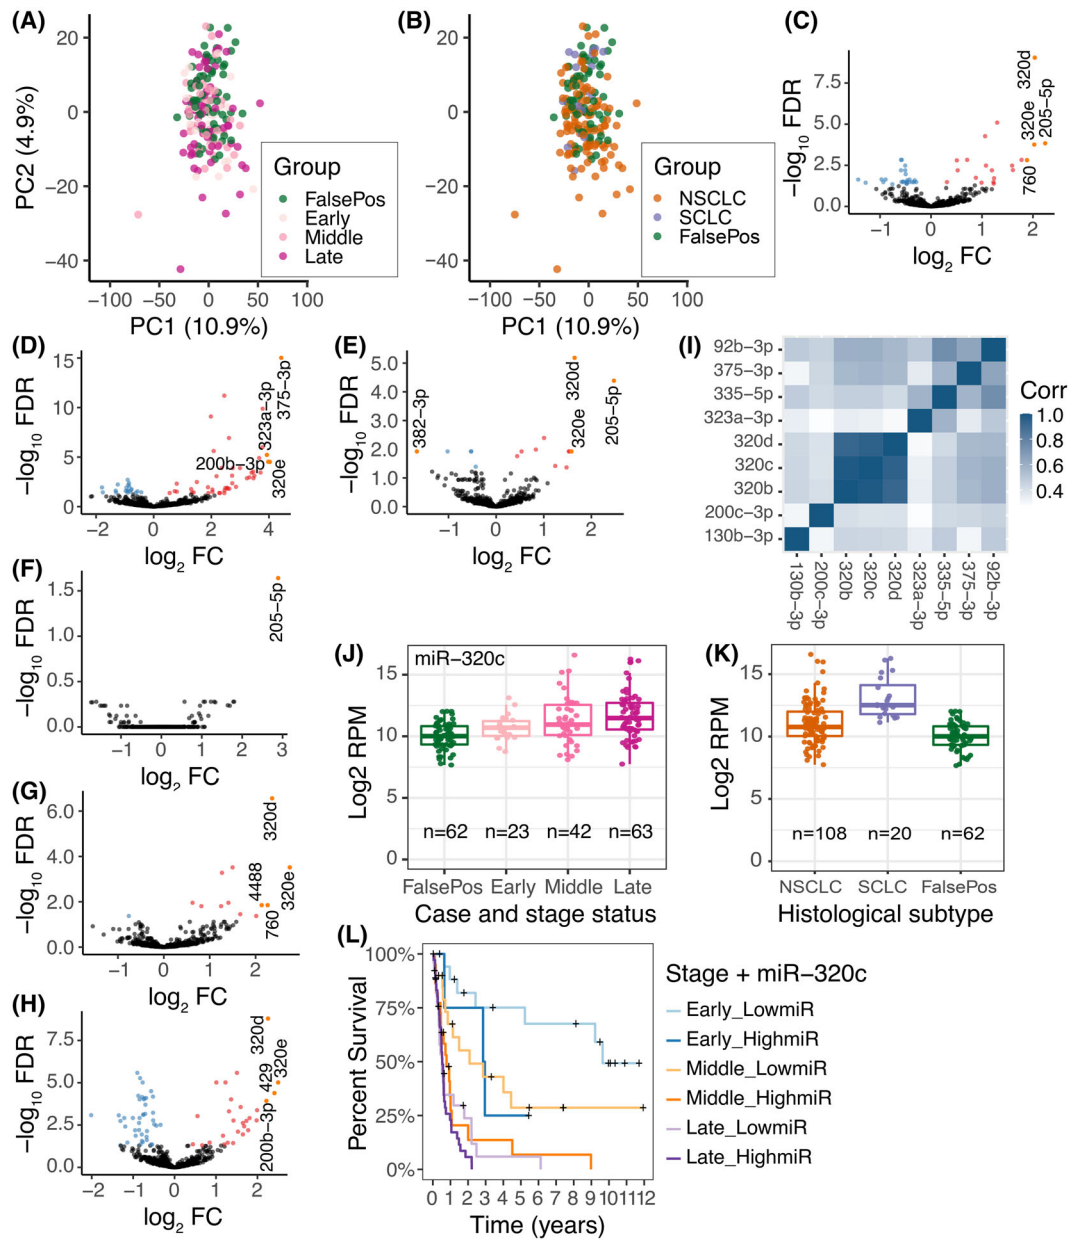 (A)
20
0
−20
−40
PC2 (4.9%)
−100 −50 0 50 100
PC1 (10.9%)
Group
FalsePos
Early
Middle
Late
(B)
20
0
−20
−40
−100 −50 0 50 100
PC1 (10.9%)
Group
NSCLC
SCLC
FalsePos
(C)
−log10 FDR
7.5
5.0
2.5
0.0
320d
320e
205−5p
760
−1 0 1 2
log2 FC
(D)
−log10 FDR
15
10
5
0
375−3p
323a−3p
200b−3p
320e
−2 0 2 4
log2 FC
(E)
−log10 FDR
5.0
4.0
3.0
2.0
1.0
0.0
382−3p
320d
320e
205−5p
−1 0 1 2
log2 FC
(I)
92b−3p
375−3p
335−5p
323a−3p
320d
320c
320b
200c−3p
130b−3p
130b−3p
200c−3p
320b
320c
320d
323a−3p
335−5p
375−3p
92b−3p
Corr
1.0
0.8
0.6
0.4
(F)
−log10 FDR
1.5
1.0
0.5
0.0
205−5p
−1 0 1 2 3
log2 FC
(G)
−log10 FDR
6.0
4.0
2.0
0.0
320d
4488
320e
760
−1 0 1 2
log2 FC
(H)
−log10 FDR
7.5
5.0
2.5
0.0
320d
320e
429
200b−3p
−2 −1 0 1 2
log2 FC
(J)
miR−320c
Log2 RPM
15
10
5
0
n=62 n=23 n=42 n=63
FalsePos Early Middle Late
Case and stage status
(K)
Log2 RPM
15
10
5
0
n=108 n=20 n=62
NSCLC SCLC FalsePos
Histological subtype
(L)
Percent Survival
100%
75%
50%
25%
0%
0 1 2 3 4 5 6 7 8 9 10 11 12
Time (years)
Stage + miR−320c
Early_LowmiR
Early_HighmiR
Middle_LowmiR
Middle_HighmiR
Late_LowmiR
Late_HighmiR